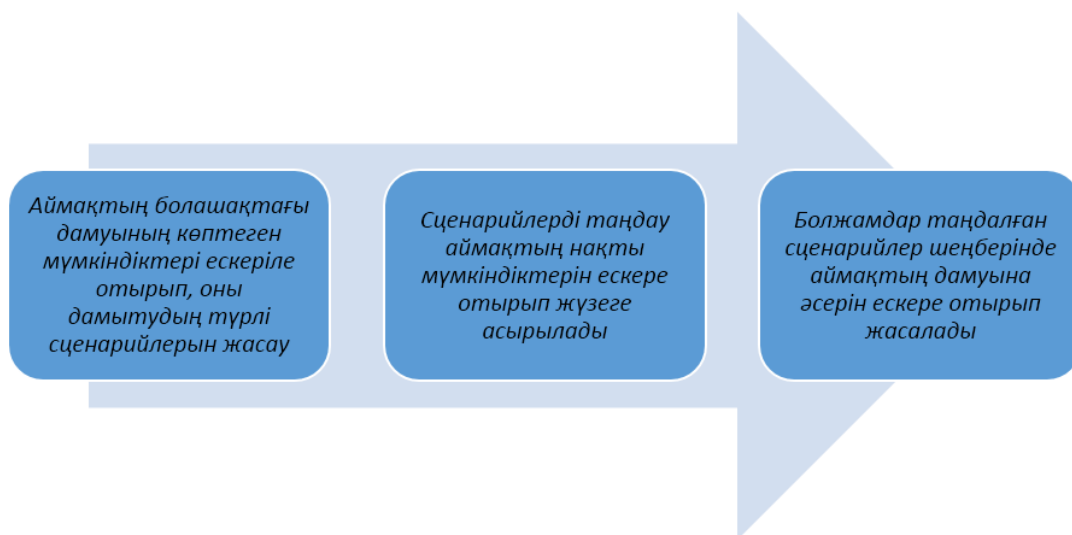 Аймақтың болашақтағы
дамуының көптеген
мүмкіндіктері ескеріле
отырып, оны
дамытудың түрлі
сценарийлерын жасау
Сценарийлерді таңдау
аймақтың нақты
мүмкіндіктерін ескере
отырып жүзеге
асырылады
Болжамдар таңдалған
сценарийлер шеңберінде
аймақтың дамуына
әсерін ескере отырып
жасалады